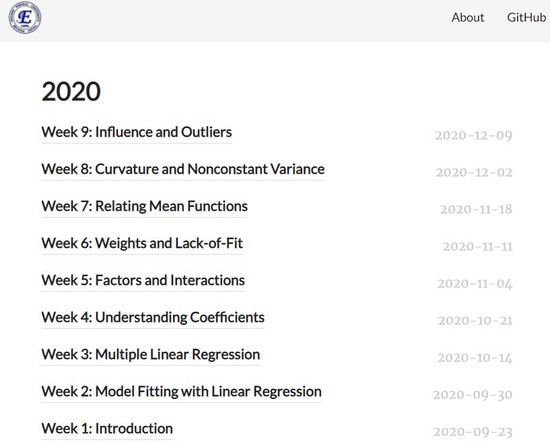 About GitHub
2020
Week 9: Influence and Outliers 2020-12-09
Week 8: Curvature and Nonconstant Variance 2020-12-02
Week 7: Relating Mean Functions 2020-11-18
Week 6: Weights and Lack-of-Fit 2020-11-11
Week 5: Factors and Interactions 2020-11-04
Week 4: Understanding Coefficients 2020-10-21
Week 3: Multiple Linear Regression 2020-10-14
Week 2: Model Fitting with Linear Regression 2020-09-30
Week 1: Introduction 2020-09-23